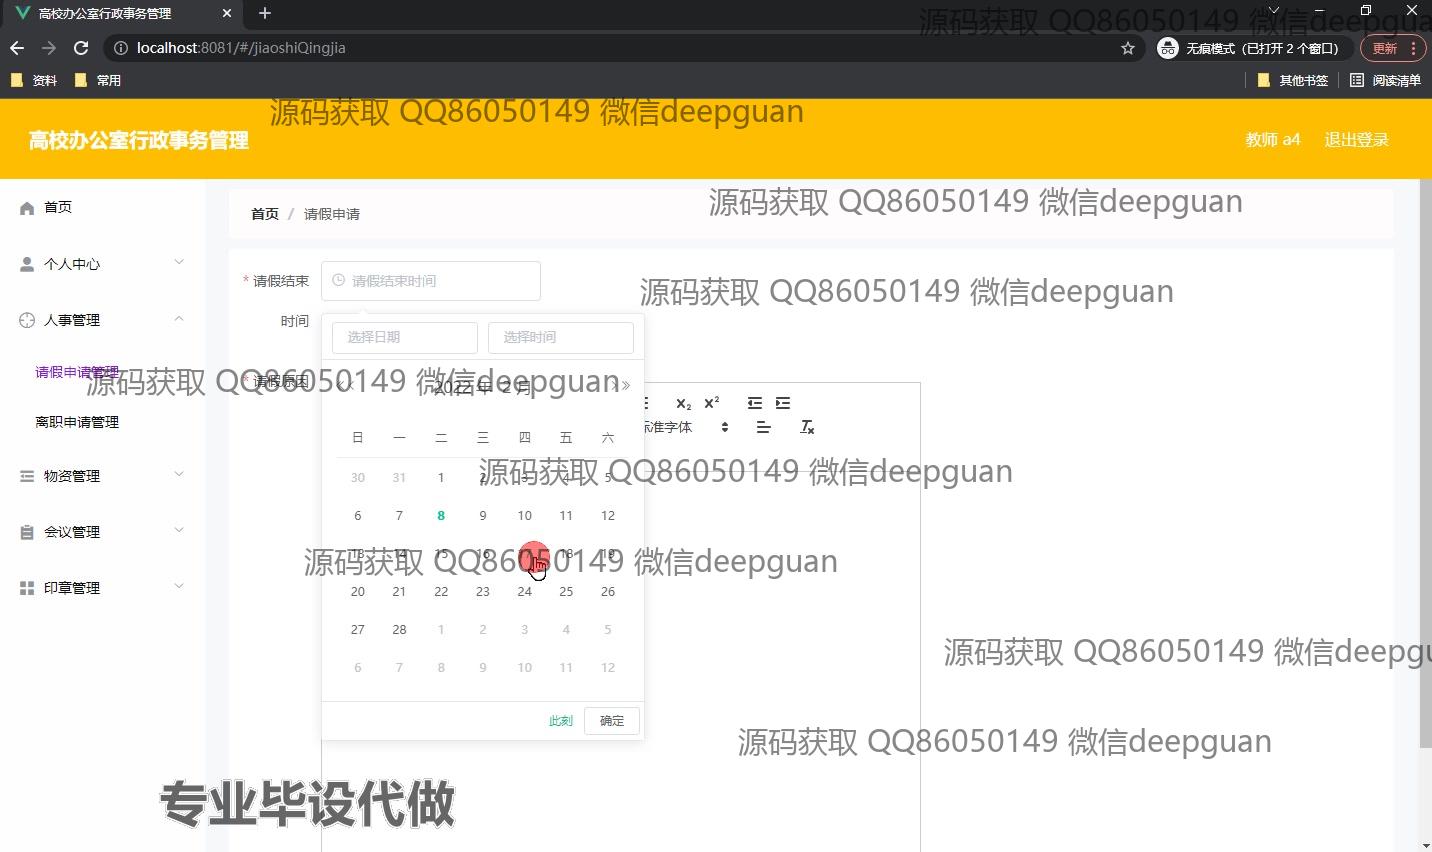 高校办公室行政事务管理
源码获取 QQ86050149 微信deepgua
localhost:8081/#/jiaoshiQingjia
无痕模式（已打开 2 个窗口）
更新
资料
常用
其他书签
阅读清单
源码获取 QQ86050149 微信deepguan
高校办公室行政事务管理
教师 a4
退出登录
首页
个人中心
人事管理
请假申请管理
离职申请管理
物资管理
会议管理
印章管理
首页 / 请假申请
源码获取 QQ86050149 微信deepguan
* 请假结束
时间
请假结束时间
源码获取 QQ86050149 微信deepguan
选择日期
选择时间
* 请假原因
源码获取 QQ86050149 微信deepguan
2022 年 2 月
标准字体
日 一 二 三 四 五 六
30 31 1 2 3 4 5
源码获取 QQ86050149 微信deepguan
6 7 8 9 10 11 12
13 14 15 16 17 18 19
源码获取 QQ86050149 微信deepguan
20 21 22 23 24 25 26
27 28 1 2 3 4 5
6 7 8 9 10 11 12
源码获取 QQ86050149 微信deepgu
此刻
确定
源码获取 QQ86050149 微信deepguan
专业毕设代做